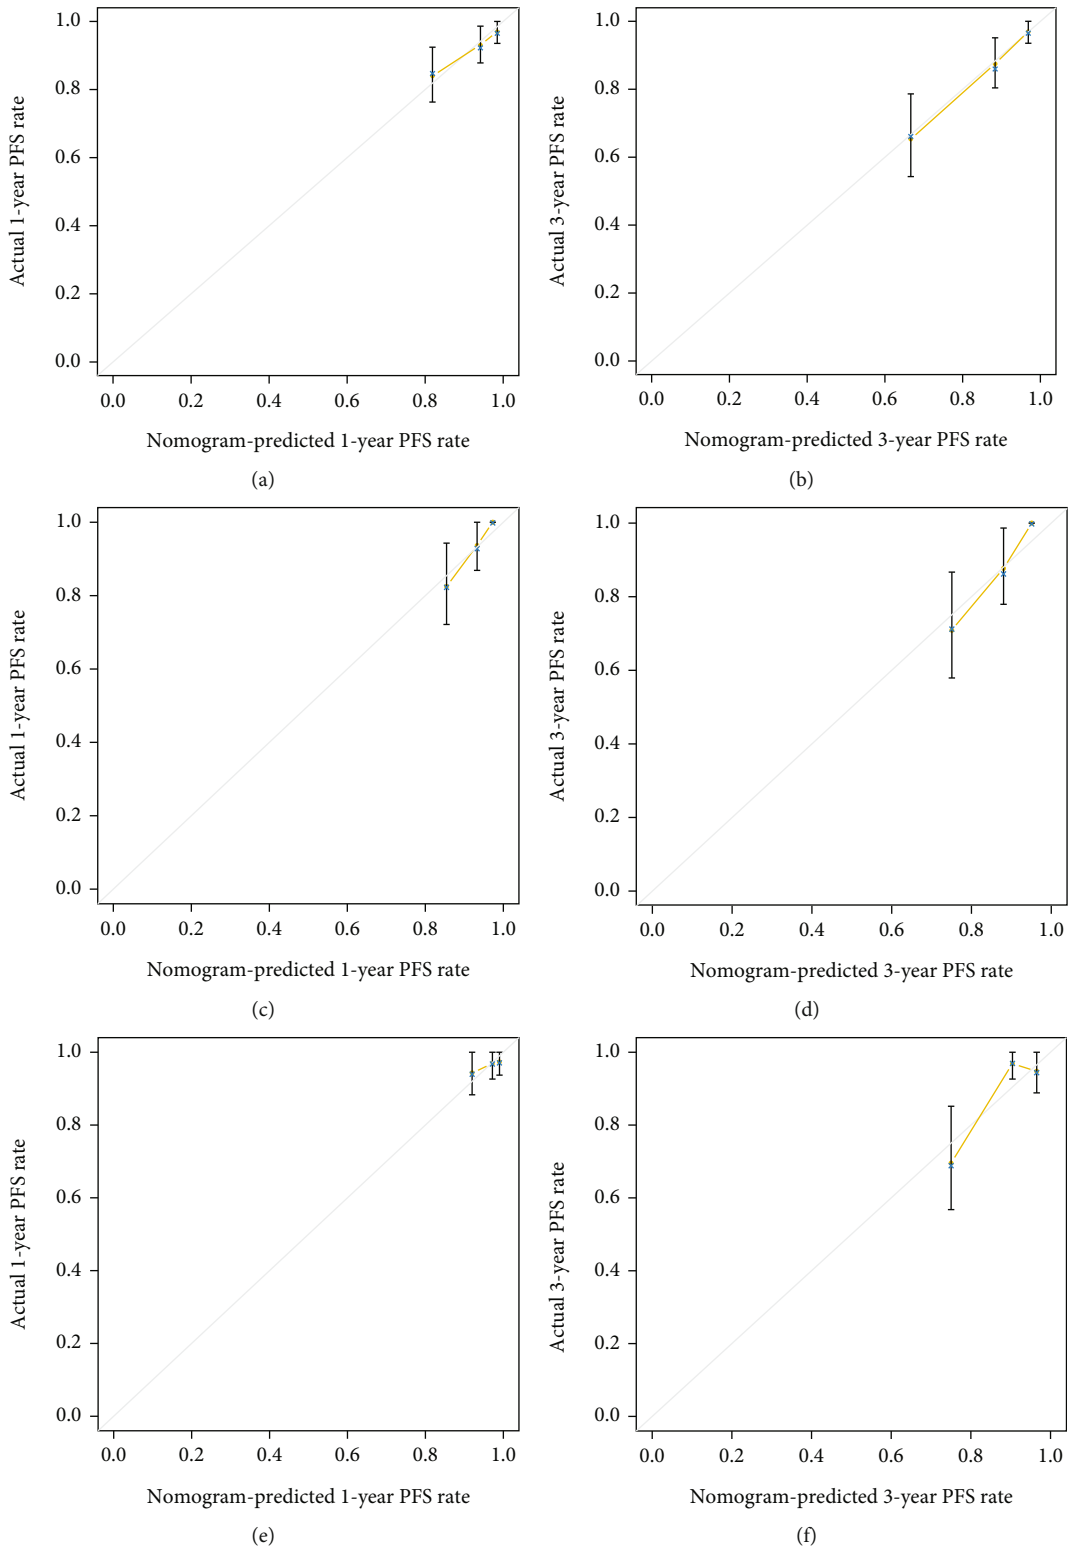 1.0
0.8
0.6
0.4
0.2
0.0
Actual 1-year PFS rate
0.0 0.2 0.4 0.6 0.8 1.0
Nomogram-predicted 1-year PFS rate
(a)
1.0
0.8
0.6
0.4
0.2
0.0
Actual 3-year PFS rate
0.0 0.2 0.4 0.6 0.8 1.0
Nomogram-predicted 3-year PFS rate
(b)
1.0
0.8
0.6
0.4
0.2
0.0
Actual 1-year PFS rate
0.0 0.2 0.4 0.6 0.8 1.0
Nomogram-predicted 1-year PFS rate
(c)
1.0
0.8
0.6
0.4
0.2
0.0
Actual 3-year PFS rate
0.0 0.2 0.4 0.6 0.8 1.0
Nomogram-predicted 3-year PFS rate
(d)
1.0
0.8
0.6
0.4
0.2
0.0
Actual 1-year PFS rate
0.0 0.2 0.4 0.6 0.8 1.0
Nomogram-predicted 1-year PFS rate
(e)
1.0
0.8
0.6
0.4
0.2
0.0
Actual 3-year PFS rate
0.0 0.2 0.4 0.6 0.8 1.0
Nomogram-predicted 3-year PFS rate
(f)